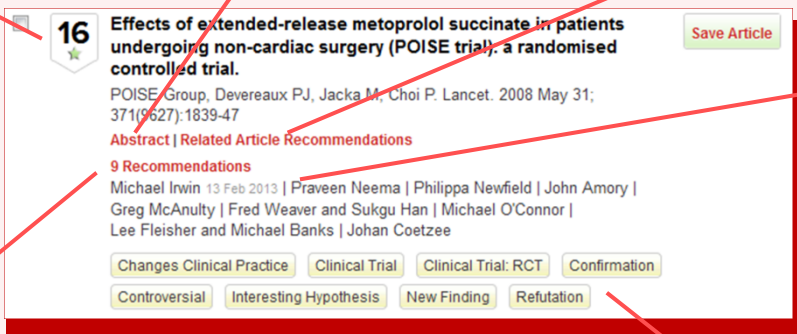 16
Effects of extended-release metoprolol succinate in patients
undergoing non-cardiac surgery (POISE trial): a randomised
controlled trial.
Save Article
POISE Group, Devereaux PJ, Jacka M, Choi P. Lancet. 2008 May 31;
371(9627):1839-47
Abstract | Related Article Recommendations
9 Recommendations
Michael Irwin 13 Feb 2013 | Praveen Neema | Philippa Newfield | John Amory |
Greg McAnulty | Fred Weaver and Sukgu Han | Michael O'Connor |
Lee Fleisher and Michael Banks | Johan Coetzee
Changes Clinical Practice Clinical Trial Clinical Trial: RCT Confirmation
Controversial Interesting Hypothesis New Finding Refutation